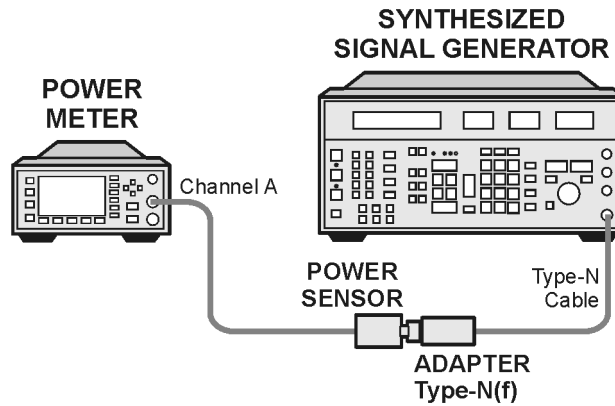 SYNTHESIZED
SIGNAL GENERATOR
POWER
METER
Channel A
POWER
SENSOR
Type-N
Cable
ADAPTER
Type-N(f)